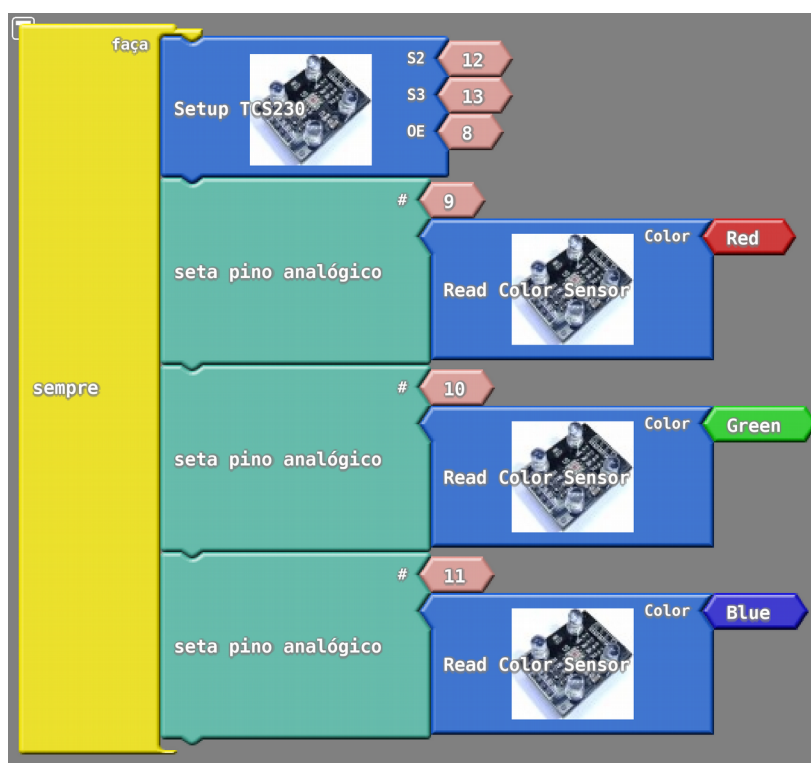 faça
sempre
Setup TCS230
S2 12
S3 13
OE 8
seta pino analógico
# 9
Read Color Sensor
Color Red
seta pino analógico
# 10
Read Color Sensor
Color Green
seta pino analógico
# 11
Read Color Sensor
Color Blue